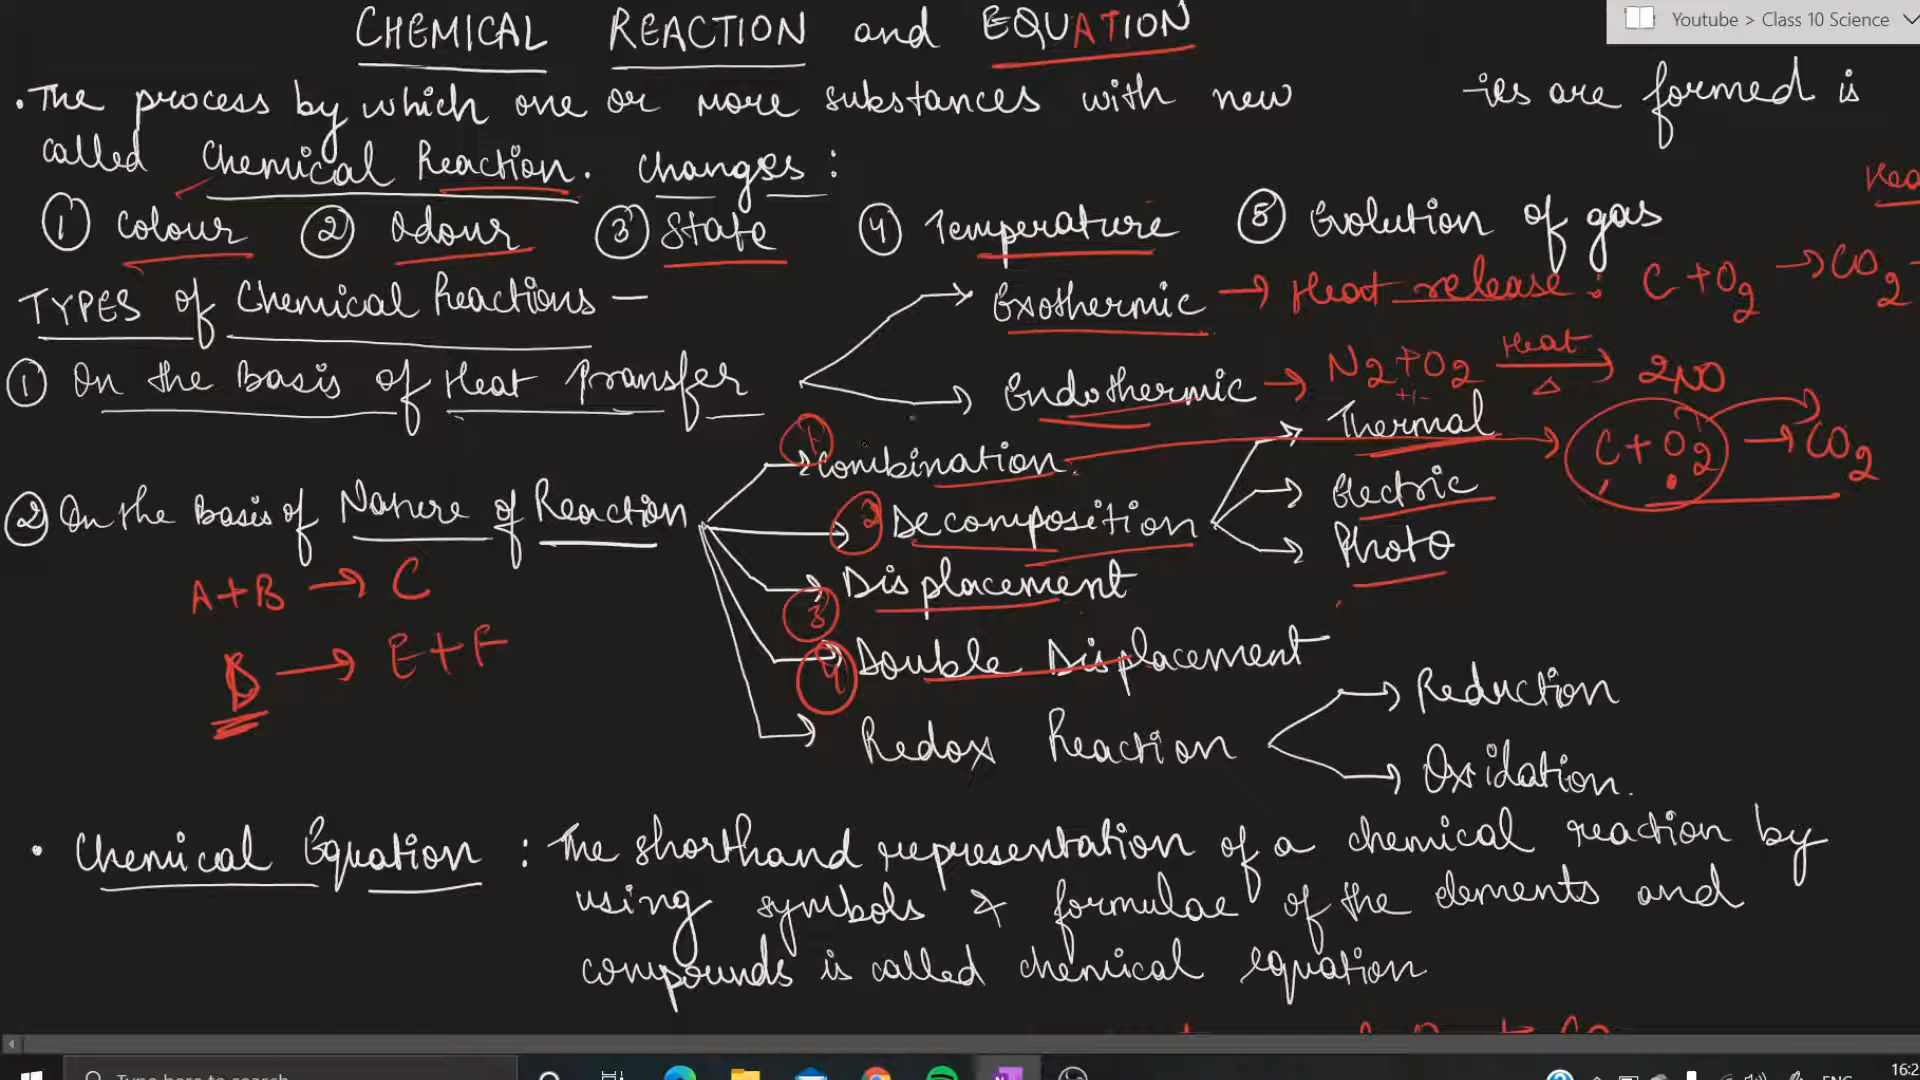 CHEMICAL REACTION and EQUATION
Youtube > Class 10 Science
• The process by which one or more substances with new -ies are formed is
called Chemical Reaction. Changes:
① Colour ② Odour ③ State ④ Temperature ⑤ Evolution of gas
TYPES of Chemical Reactions —
Exothermic → Heat release: C + O2 → CO2
① On the Basis of Heat Transfer
Endothermic → N2 + O2 Heat Δ → 2NO
① Combination → C + O2 → CO2
② On the Basis of Nature of Reaction
② Decomposition
Thermal
Electric
Photo
③ Displacement
④ Double Displacement
Redox Reaction
Reduction
Oxidation.
A + B → C
D → E + F
• Chemical Equation : The shorthand representation of a chemical reaction by
using symbols & formulae of the elements and
compounds is called chemical equation
Type here to search
ENG